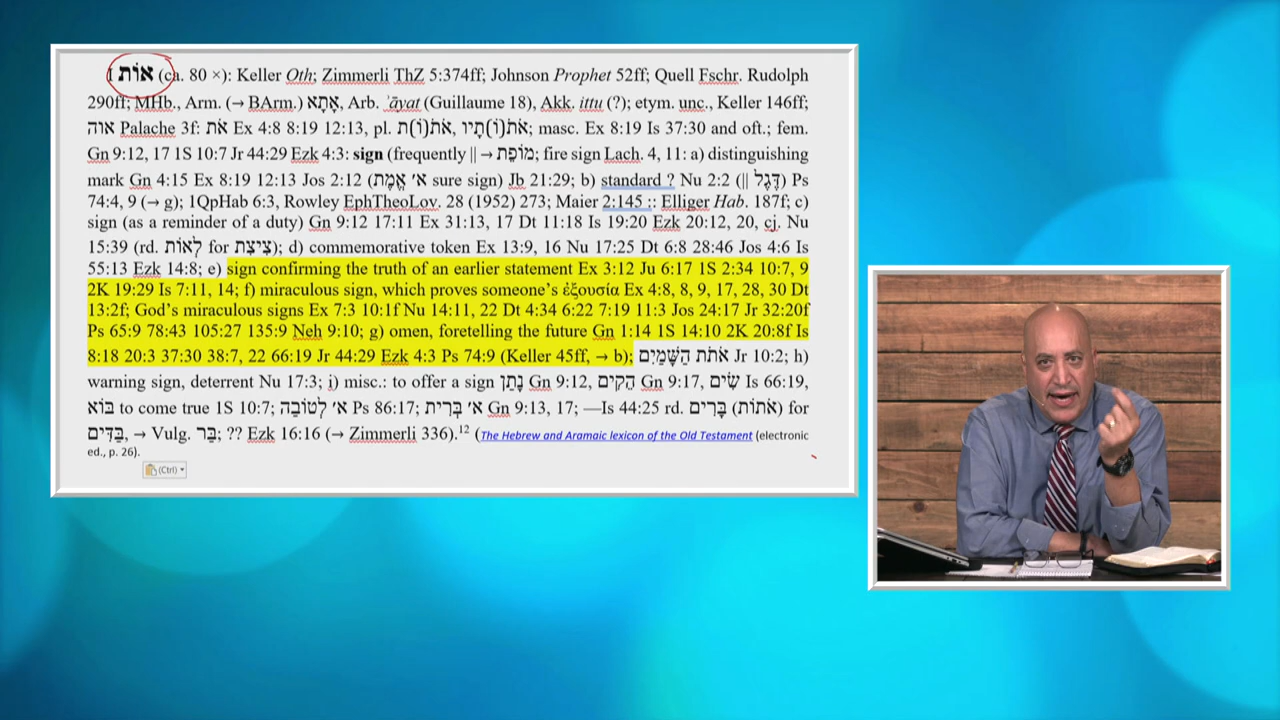 I אוֹת (ca. 80 ×): Keller Oth; Zimmerli ThZ 5:374ff; Johnson Prophet 52ff; Quell Fschr. Rudolph
290ff; MHb., Arm. (→ BArm.) אָתָא, Arb. ʾāyat (Guillaume 18), Akk. ittu (?); etym. unc., Keller 146ff;
אוה Palache 3f: אֹת Ex 4:8 8:19 12:13, pl. אֹת(וֹ)ת, אֹת(וֹ)תָיו; masc. Ex 8:19 Is 37:30 and oft.; fem.
Gn 9:12, 17 1S 10:7 Jr 44:29 Ezk 4:3: sign (frequently || → מוֹפֵת; fire sign Lach. 4, 11: a) distinguishing
mark Gn 4:15 Ex 8:19 12:13 Jos 2:12 (א׳ אֱמֶת sure sign) Jb 21:29; b) standard ? Nu 2:2 (|| דֶּגֶל) Ps
74:4, 9 (→ g); 1QpHab 6:3, Rowley EphTheoLov. 28 (1952) 273; Maier 2:145 :: Elliger Hab. 187f; c)
sign (as a reminder of a duty) Gn 9:12 17:11 Ex 31:13, 17 Dt 11:18 Is 19:20 Ezk 20:12, 20, cj. Nu
15:39 (rd. לְאוֹת for צִיצִת); d) commemorative token Ex 13:9, 16 Nu 17:25 Dt 6:8 28:46 Jos 4:6 Is
55:13 Ezk 14:8; e) sign confirming the truth of an earlier statement Ex 3:12 Ju 6:17 1S 2:34 10:7, 9
2K 19:29 Is 7:11, 14; f) miraculous sign, which proves someone’s ἐξουσία Ex 4:8, 8, 9, 17, 28, 30 Dt
13:2f; God’s miraculous signs Ex 7:3 10:1f Nu 14:11, 22 Dt 4:34 6:22 7:19 11:3 Jos 24:17 Jr 32:20f
Ps 65:9 78:43 105:27 135:9 Neh 9:10; g) omen, foretelling the future Gn 1:14 1S 14:10 2K 20:8f Is
8:18 20:3 37:30 38:7, 22 66:19 Jr 44:29 Ezk 4:3 Ps 74:9 (Keller 45ff, → b); אֹתֹת הַשָּׁמַיִם Jr 10:2; h)
warning sign, deterrent Nu 17:3; i) misc.: to offer a sign נָתַן Gn 9:12, הֵקִים Gn 9:17, שִׂים Is 66:19,
בּוֹא to come true 1S 10:7; א׳ לְטוֹבָה Ps 86:17; א׳ בְּרִית Gn 9:13, 17; —Is 44:25 rd. בָּרִים (אֹתוֹת) for
בַּדִּים, → Vulg. בַּר; ?? Ezk 16:16 (→ Zimmerli 336).12 (The Hebrew and Aramaic lexicon of the Old Testament (electronic
ed., p. 26).
(Ctrl)